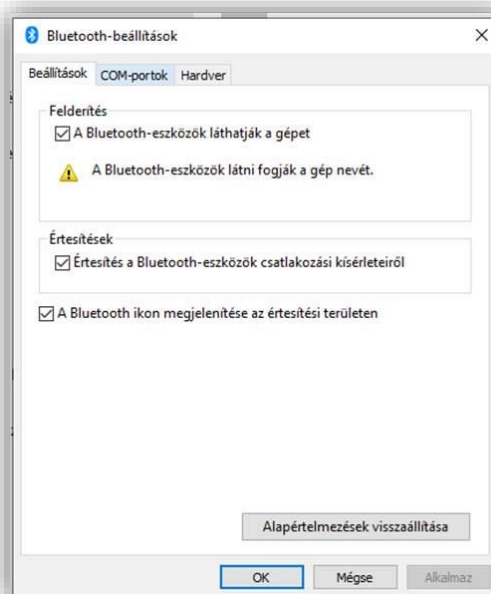 Bluetooth-beállítások
Beállítások COM-portok Hardver
Felderítés
A Bluetooth-eszközök láthatják a gépet
A Bluetooth-eszközök látni fogják a gép nevét.
Értesítések
Értesítés a Bluetooth-eszközök csatlakozási kísérleteiről
A Bluetooth ikon megjelenítése az értesítési területen
Alapértelmezések visszaállítása
OK Mégse Alkalmaz